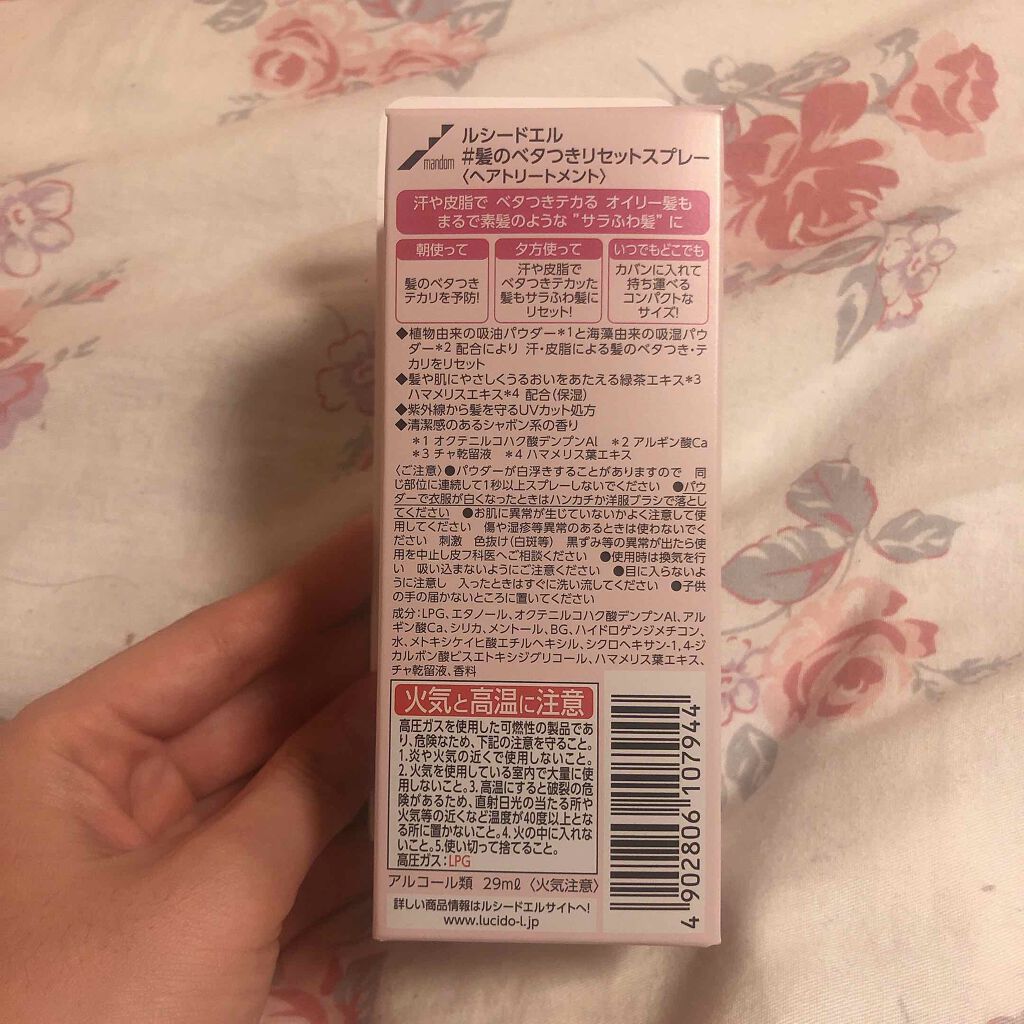 mandom
ルシードエル
#髪のベタつきリセットスプレー
〈ヘアトリートメント〉
汗や皮脂で ベタつきテカる オイリー髪も
まるで素髪のような "サラふわ髪" に
朝使って
髪のベタつき
テカリを予防!
夕方使って
汗や皮脂で
ベタつきテカッた
髪もサラふわ髪に
リセット!
いつでもどこでも
カバンに入れて
持ち運べる
コンパクトな
サイズ!
◆植物由来の吸油パウダー*1と海藻由来の吸湿パウ
ダー*2 配合により 汗・皮脂による髪のベタつき・テ
カリをリセット
◆髪や肌にやさしくうるおいをあたえる緑茶エキス*3
ハマメリスエキス*4 配合(保湿)
◆紫外線から髪を守るUVカット処方
◆清潔感のあるシャボン系の香り
*1 オクテニルコハク酸デンプンAl *2 アルギン酸Ca
*3 チャ乾留液 *4 ハマメリス葉エキス
〈ご注意〉●パウダーが白浮きすることがありますので 同
じ部位に連続して1秒以上スプレーしないでください ●パウ
ダーで衣服が白くなったときはハンカチか洋服ブラシで落とし
てください ●お肌に異常が生じていないかよく注意して使
用してください 傷や湿疹等異常のあるときは使わないでく
ださい 刺激 色抜け(白斑等) 黒ずみ等の異常が出たら使
用を中止し皮フ科医へご相談ください ●使用時は換気を行
い 吸い込まないようにご注意ください ●目に入らないよ
うに注意し 入ったときはすぐに洗い流してください ●子供
の手の届かないところに置いてください
成分:LPG、エタノール、オクテニルコハク酸デンプンAl、アル
ギン酸Ca、シリカ、メントール、BG、ハイドロゲンジメチコン、
水、メトキシケイヒ酸エチルヘキシル、シクロヘキサン-1,4-ジ
カルボン酸ビスエトキシジグリコール、ハマメリス葉エキス、
チャ乾留液、香料
火気と高温に注意
高圧ガスを使用した可燃性の製品であ
り、危険なため、下記の注意を守ること。
1.炎や火気の近くで使用しないこと。
2.火気を使用している室内で大量に使
用しないこと。3.高温にすると破裂の危
険があるため、直射日光の当たる所や
火気等の近くなど温度が40度以上とな
る所に置かないこと。4.火の中に入れな
いこと。5.使い切って捨てること。
高圧ガス:LPG
アルコール類 29mℓ 〈火気注意〉
詳しい商品情報はルシードエルサイトへ!
www.lucido-l.jp
4 902806 107944